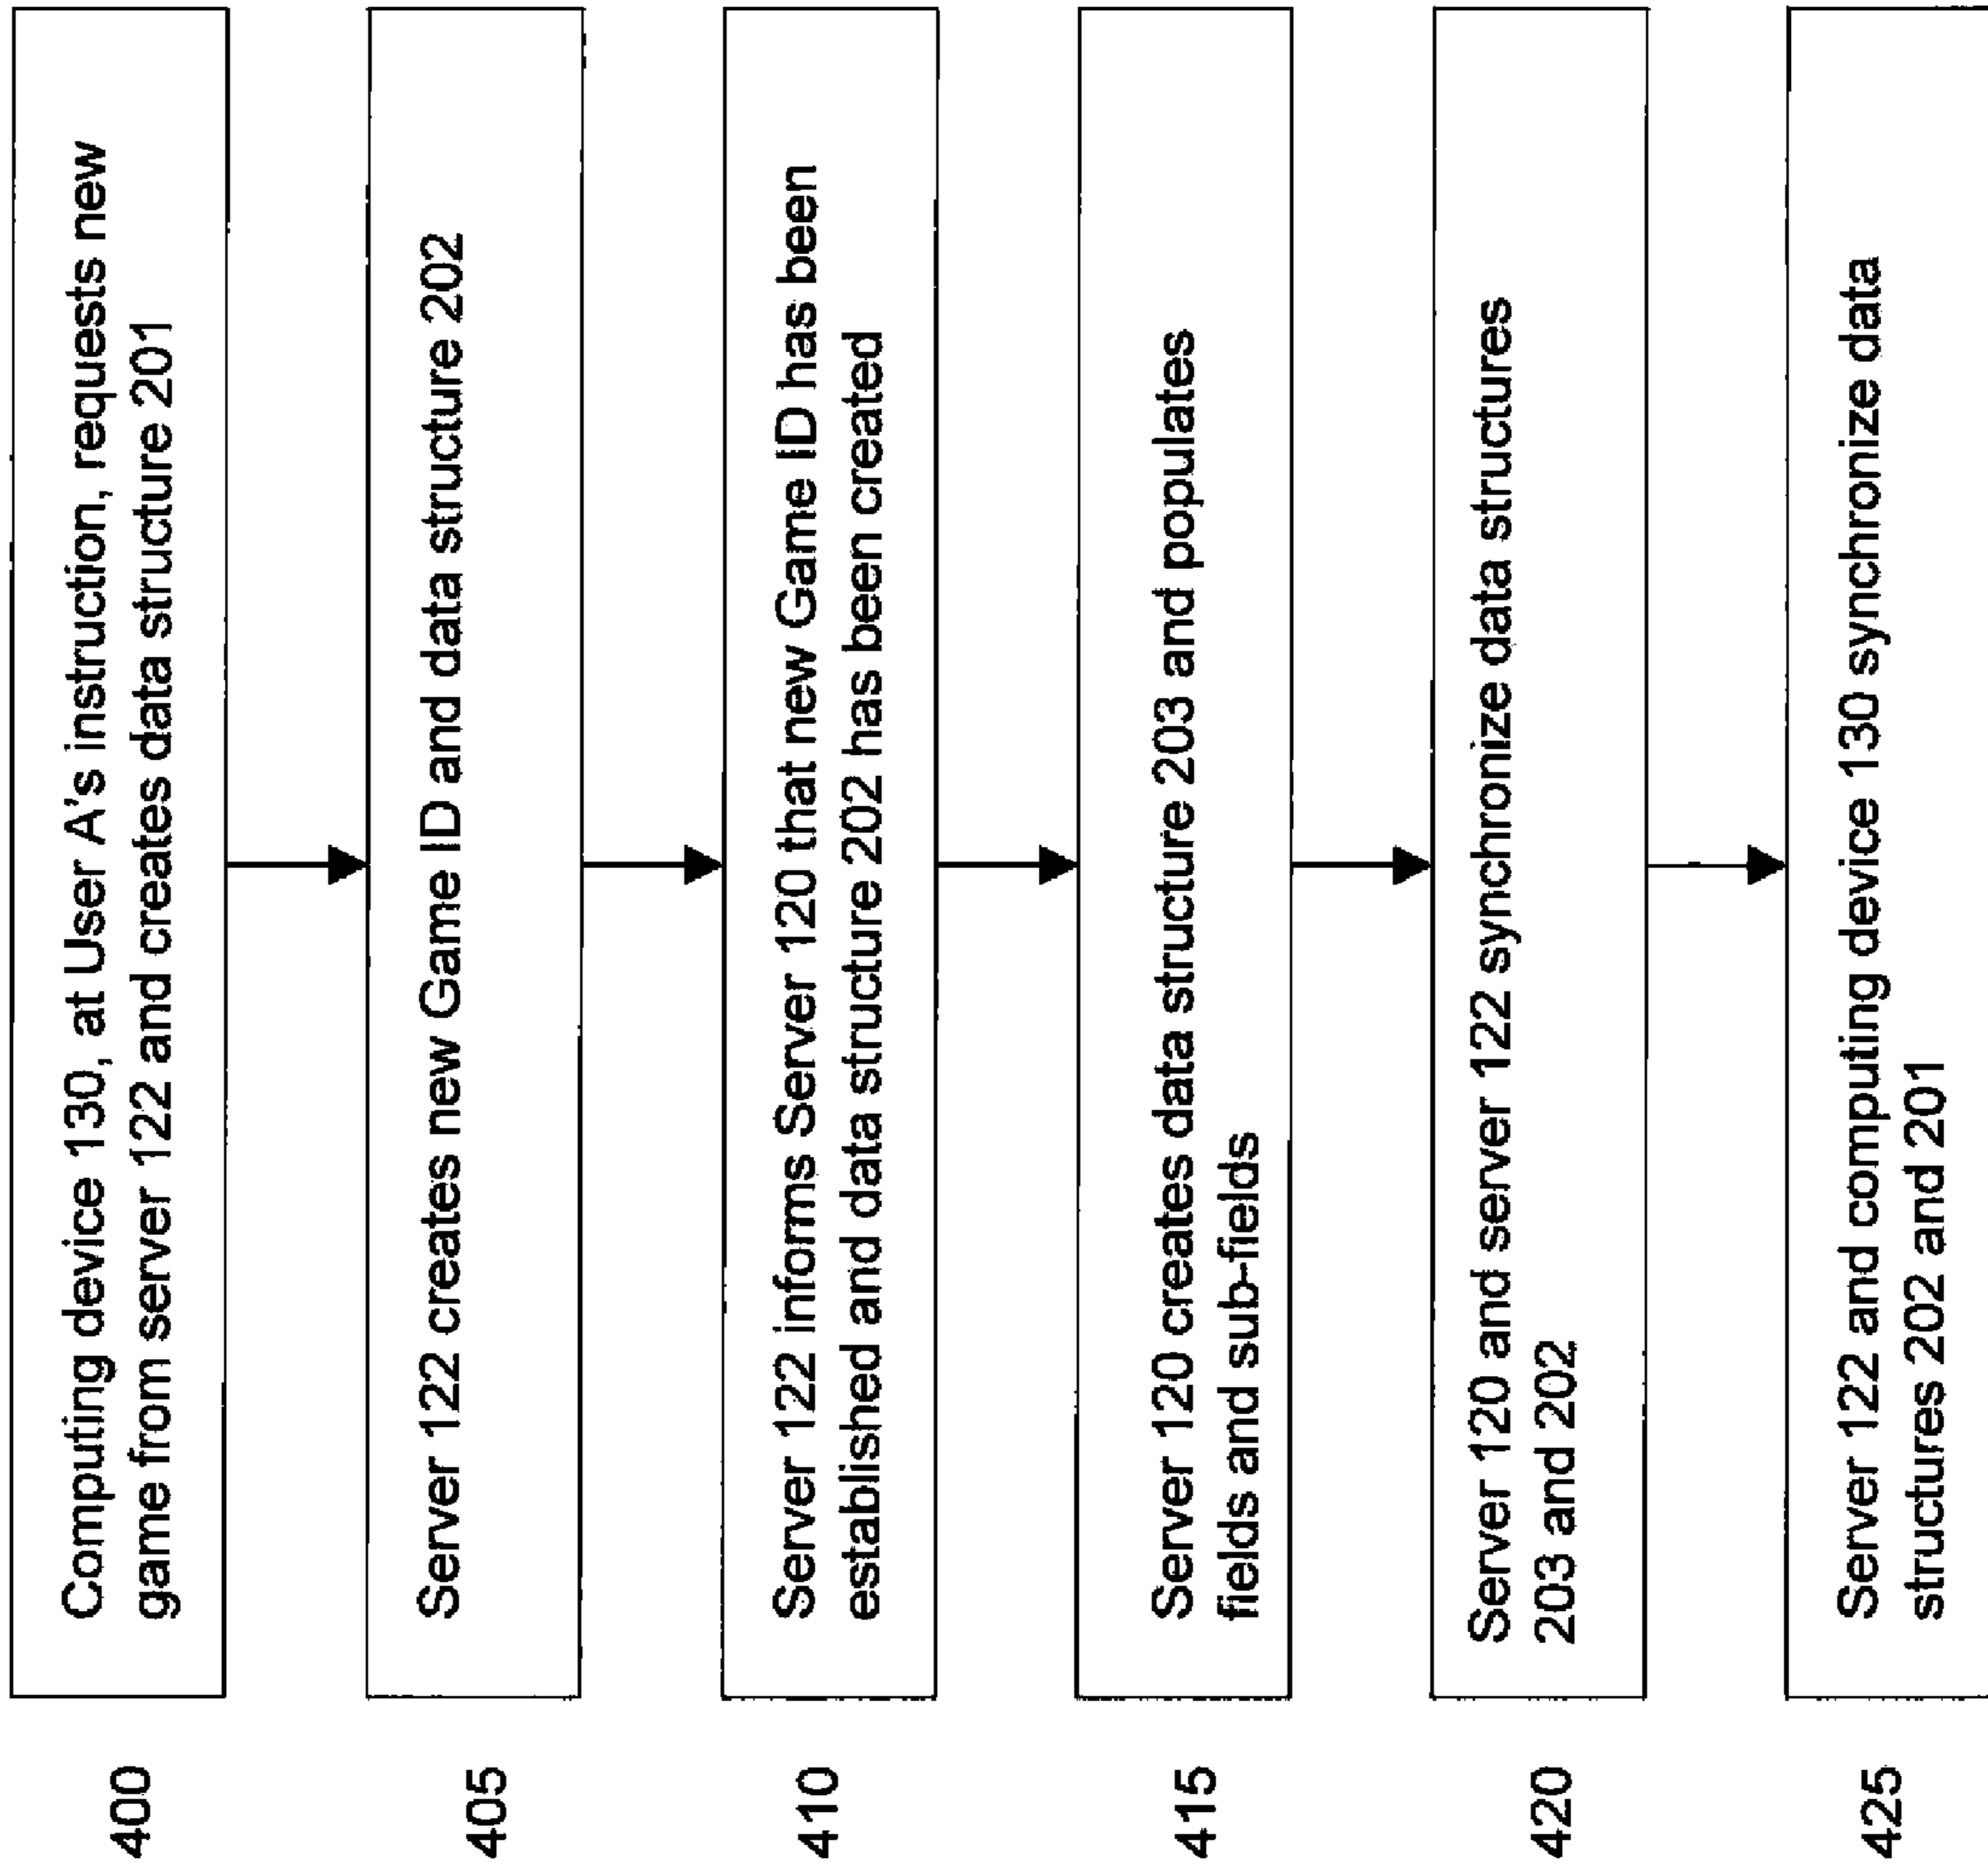 400
Computing device 130, at User A's instruction, requests new
game from server 122 and creates data structure 201
405
Server 122 creates new Game ID and data structure 202
410
Server 122 informs Server 120 that new Game ID has been
established and data structure 202 has been created
415
Server 120 creates data structure 203 and populates
fields and sub-fields
420
Server 120 and server 122 synchronize data structures
203 and 202
425
Server 122 and computing device 130 synchronize data
structures 202 and 201